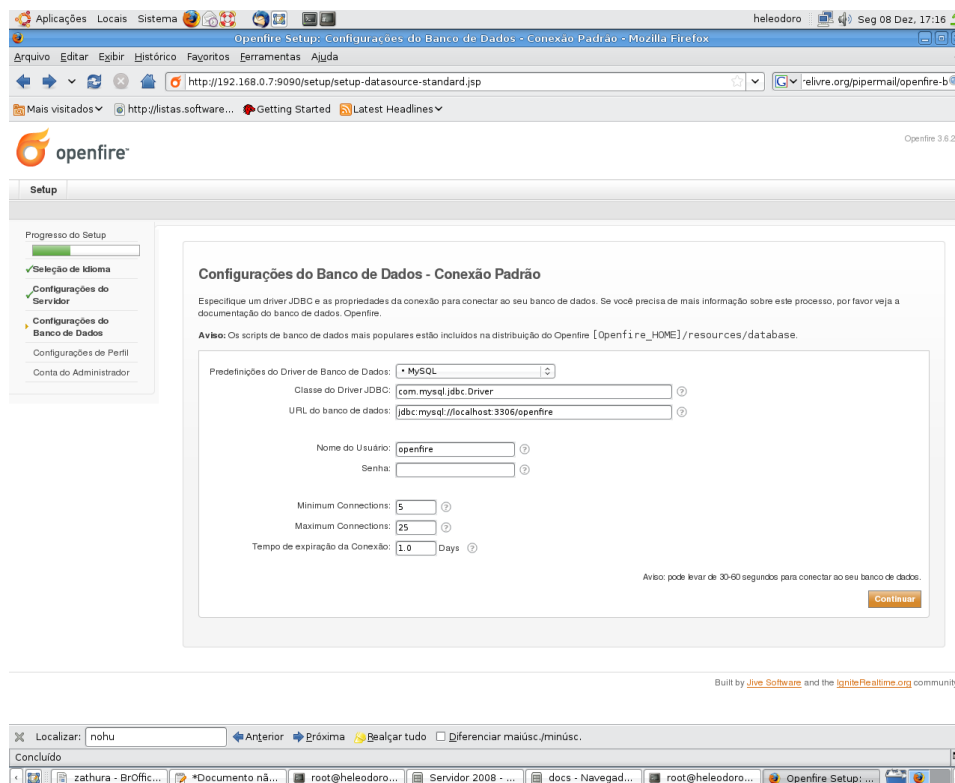 Aplicações Locais Sistema heleodoro Seg 08 Dez, 17:16
Openfire Setup: Configurações do Banco de Dados - Conexão Padrão - Mozilla Firefox
Arquivo Editar Exibir Histórico Favoritos Ferramentas Ajuda
http://192.168.0.7:9090/setup/setup-datasource-standard.jsp relivre.org/pipermail/openfire-b
Mais visitados http://listas.software... Getting Started Latest Headlines
openfire
Openfire 3.6.2
Setup
Progresso do Setup
Seleção de Idioma
Configurações do
Servidor
Configurações do
Banco de Dados
Configurações de Perfil
Conta do Administrador
Configurações do Banco de Dados - Conexão Padrão
Especifique um driver JDBC e as propriedades da conexão para conectar ao seu banco de dados. Se você precisa de mais informação sobre este processo, por favor veja a
documentação do banco de dados. Openfire.
Aviso: Os scripts de banco de dados mais populares estão incluídos na distribuição do Openfire [Openfire_HOME]/resources/database.
Predefinições do Driver de Banco de Dados: • MySQL
Classe do Driver JDBC: com.mysql.jdbc.Driver
URL do banco de dados: jdbc:mysql://localhost:3306/openfire
Nome do Usuário: openfire
Senha:
Minimum Connections: 5
Maximum Connections: 25
Tempo de expiração da Conexão: 1.0 Days
Aviso: pode levar de 30-60 segundos para conectar ao seu banco de dados.
Continuar
Built by Jive Software and the IgniteRealtime.org community
Localizar: nohu Anterior Próxima Realçar tudo Diferenciar maiúsc./minúsc.
Concluído
zathura - BrOffic... *Documento nã... root@heleodoro... Servidor 2008 - ... docs - Navegad... root@heleodoro... Openfire Setup: ...